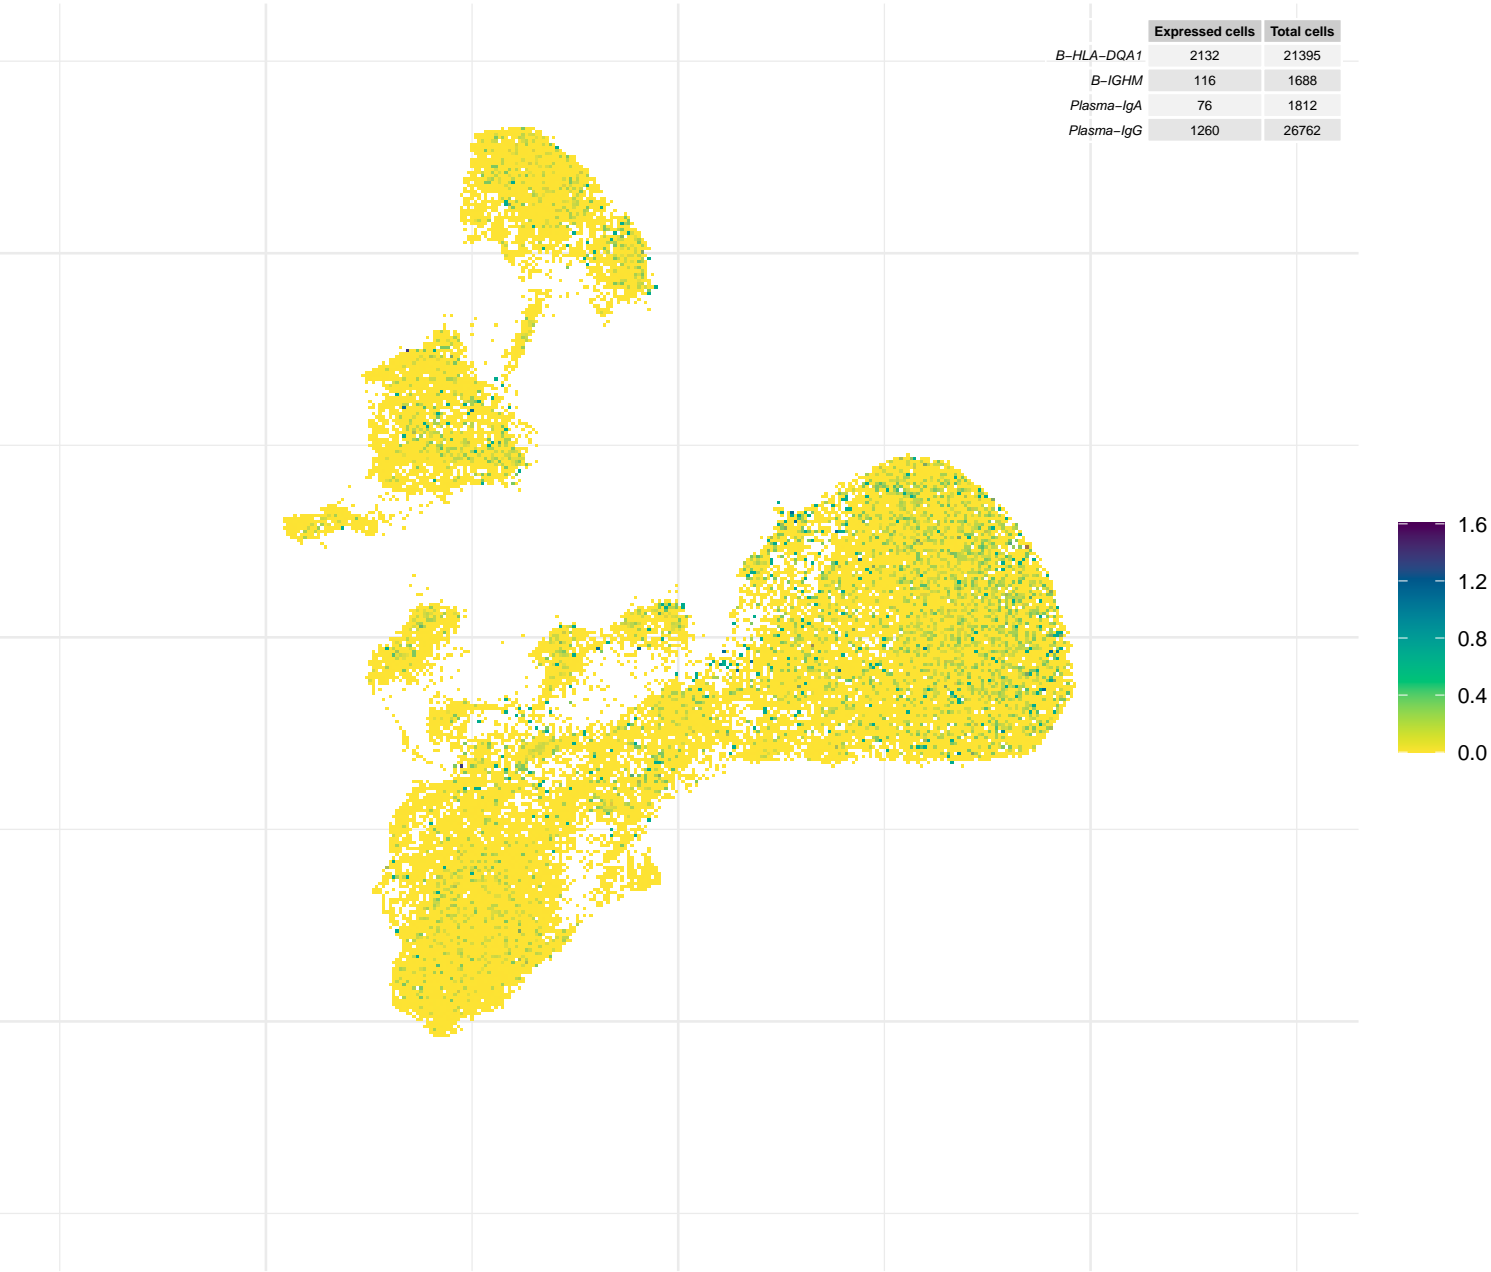 Expressed cells Total cells
B−HLA−DQA1 2132 21395
B−IGHM 116 1688
Plasma−IgA 76 1812
Plasma−IgG 1260 26762
1.6
1.2
0.8
0.4
0.0